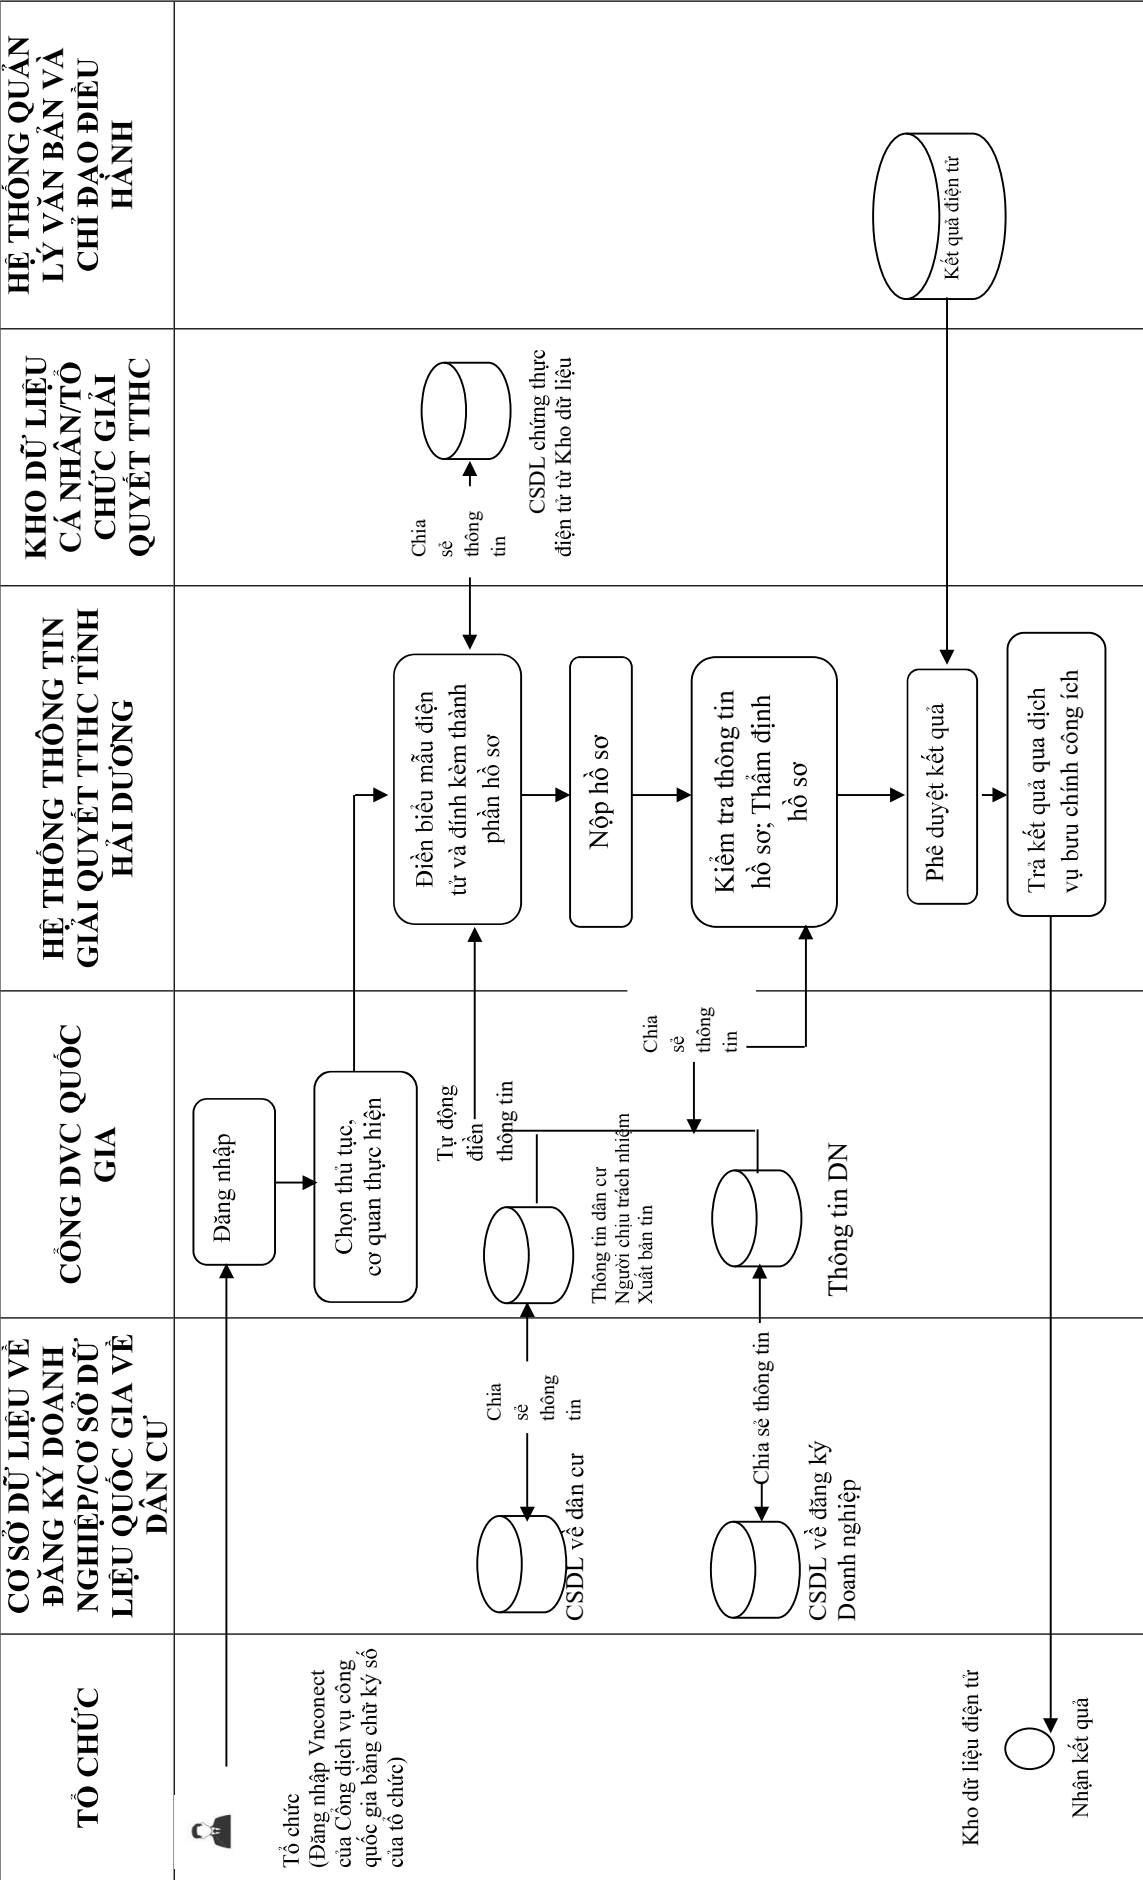 TỔ CHỨC
CƠ SỞ DỮ LIỆU VỀ
ĐĂNG KÝ DOANH
NGHIỆP/CƠ SỞ DỮ
LIỆU QUỐC GIA VỀ
DÂN CƯ
CỔNG DVC QUỐC
GIA
HỆ THỐNG THÔNG TIN
GIẢI QUYẾT TTHC TỈNH
HẢI DƯƠNG
KHO DỮ LIỆU
CÁ NHÂN/TỔ
CHỨC GIẢI
QUYẾT TTHC
HỆ THỐNG QUẢN
LÝ VĂN BẢN VÀ
CHỈ ĐẠO ĐIỀU
HÀNH
Tổ chức
(Đăng nhập Vnconect
của Cổng dịch vụ công
quốc gia bằng chữ ký số
của tổ chức)
Đăng nhập
Chọn thủ tục,
cơ quan thực hiện
Tự động
điền
thông tin
Điền biểu mẫu điện
tử và đính kèm thành
phần hồ sơ
Chia
sẻ
thông
tin
CSDL chứng thực
điện tử từ Kho dữ liệu
Chia
sẻ
thông
tin
CSDL về dân cư
Thông tin dân cư
Người chịu trách nhiệm
Xuất bản tin
Nộp hồ sơ
Chia
sẻ
thông
tin
Kiểm tra thông tin
hồ sơ; Thẩm định
hồ sơ
Chia sẻ thông tin
CSDL về đăng ký
Doanh nghiệp
Thông tin DN
Phê duyệt kết quả
Kết quả điện tử
Trả kết quả qua dịch
vụ bưu chính công ích
Kho dữ liệu điện tử
Nhận kết quả